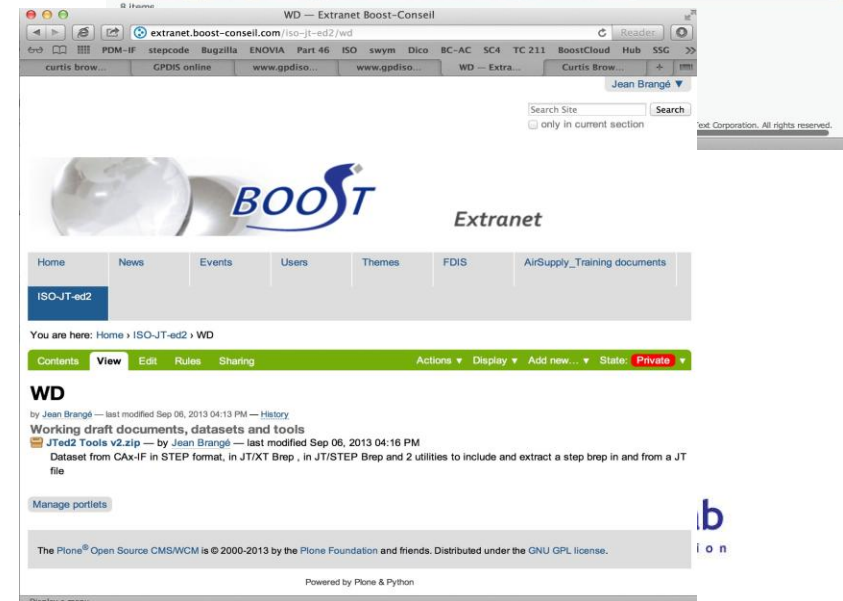 8 items
WD — Extranet Boost-Conseil
extranet.boost-conseil.com/iso-jt-ed2/wd
Reader
PDM-IF stepcode Bugzilla ENOVIA Part 46 ISO swym Dico BC-AC SC4 TC 211 BoostCloud Hub SSG >>
curtis brow... GPDIS online www.gpdiso... www.gpdiso... WD — Extra... Curtis Brow... +
Jean Brangé ▼
Search Site Search
only in current section
Text Corporation. All rights reserved.
BOOST
Extranet
Home News Events Users Themes FDIS AirSupply_Training documents
ISO-JT-ed2
You are here: Home › ISO-JT-ed2 › WD
Contents View Edit Rules Sharing Actions ▼ Display ▼ Add new... ▼ State: Private ▼
WD
by Jean Brangé — last modified Sep 06, 2013 04:13 PM — History
Working draft documents, datasets and tools
JTed2 Tools v2.zip — by Jean Brangé — last modified Sep 06, 2013 04:16 PM
Dataset from CAx-IF in STEP format, in JT/XT Brep , in JT/STEP Brep and 2 utilities to include and extract a step brep in and from a JT
file
Manage portlets
The Plone® Open Source CMS/WCM is © 2000-2013 by the Plone Foundation and friends. Distributed under the GNU GPL license.
Powered by Plone & Python
Display a menu